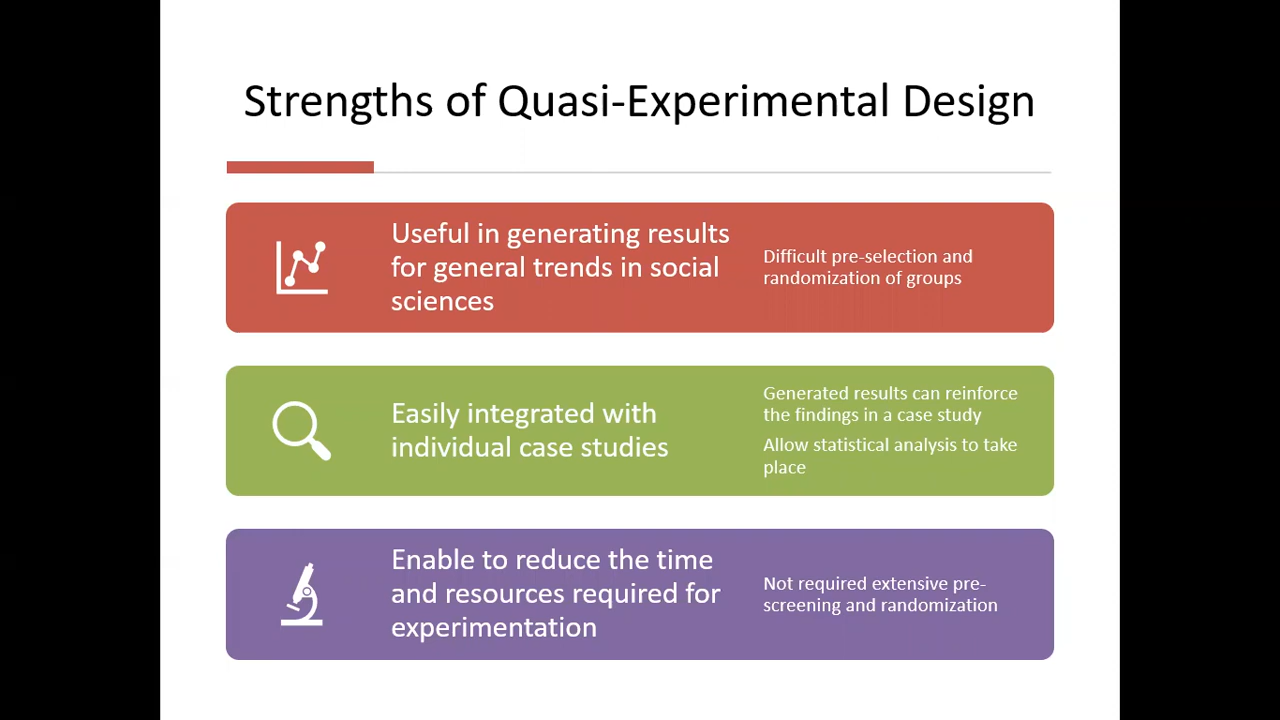 Strengths of Quasi-Experimental Design
Useful in generating results
for general trends in social
sciences
Difficult pre-selection and
randomization of groups
Easily integrated with
individual case studies
Generated results can reinforce
the findings in a case study
Allow statistical analysis to take
place
Enable to reduce the time
and resources required for
experimentation
Not required extensive pre-
screening and randomization